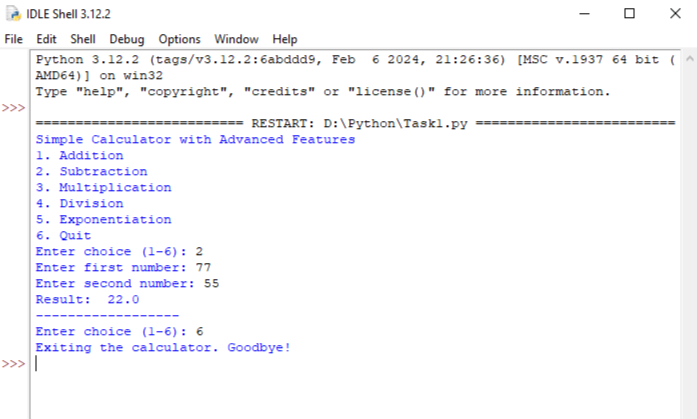 IDLE Shell 3.12.2
File Edit Shell Debug Options Window Help
Python 3.12.2 (tags/v3.12.2:6abddd9, Feb  6 2024, 21:26:36) [MSC v.1937 64 bit (
AMD64)] on win32
Type "help", "copyright", "credits" or "license()" for more information.
>>>
========================== RESTART: D:\Python\Task1.py =========================
Simple Calculator with Advanced Features
1. Addition
2. Subtraction
3. Multiplication
4. Division
5. Exponentiation
6. Quit
Enter choice (1-6): 2
Enter first number: 77
Enter second number: 55
Result:  22.0
------------------
Enter choice (1-6): 6
Exiting the calculator. Goodbye!
>>>